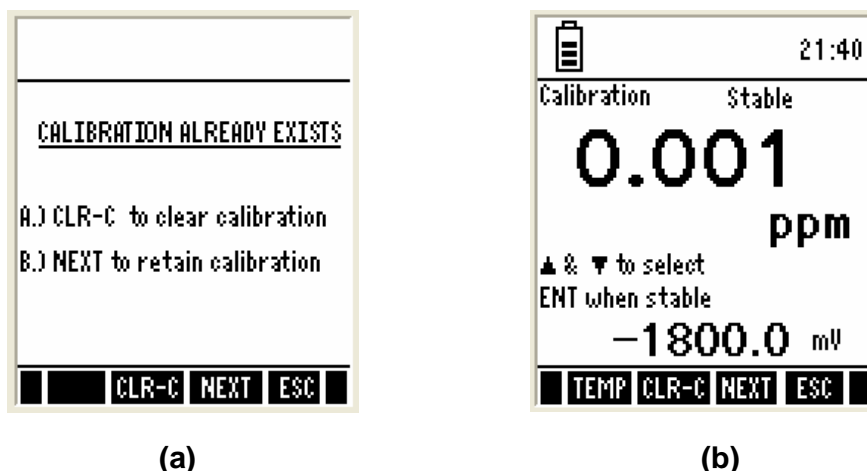 CALIBRATION ALREADY EXISTS
A.) CLR-C to clear calibration
B.) NEXT to retain calibration
CLR-C NEXT ESC
(a)
21:40
Calibration Stable
0.001
ppm
▲ & ▼ to select
ENT when stable
-1800.0 mV
TEMP CLR-C NEXT ESC
(b)